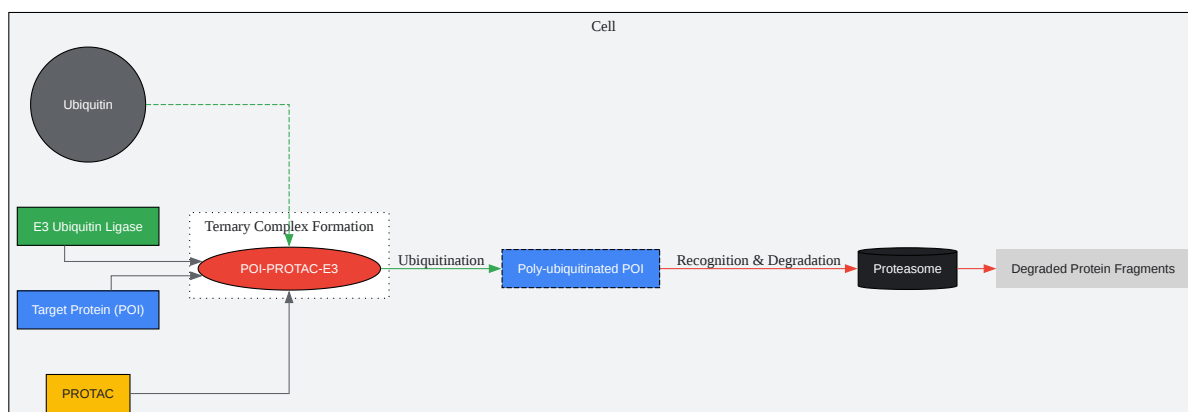 Cell
Ubiquitin
E3 Ubiquitin Ligase
Ternary Complex Formation
POI-PROTAC-E3
Ubiquitination
Poly-ubiquitinated POI
Recognition & Degradation
Proteasome
Degraded Protein Fragments
Target Protein (POI)
PROTAC